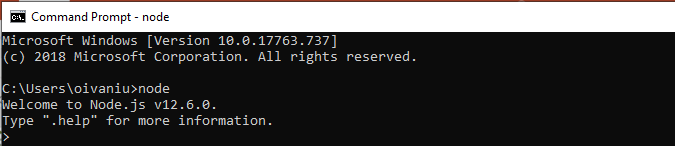 Command Prompt - node
Microsoft Windows [Version 10.0.17763.737]
(c) 2018 Microsoft Corporation. All rights reserved.
C:\Users\oivaniu>node
Welcome to Node.js v12.6.0.
Type ".help" for more information.
>